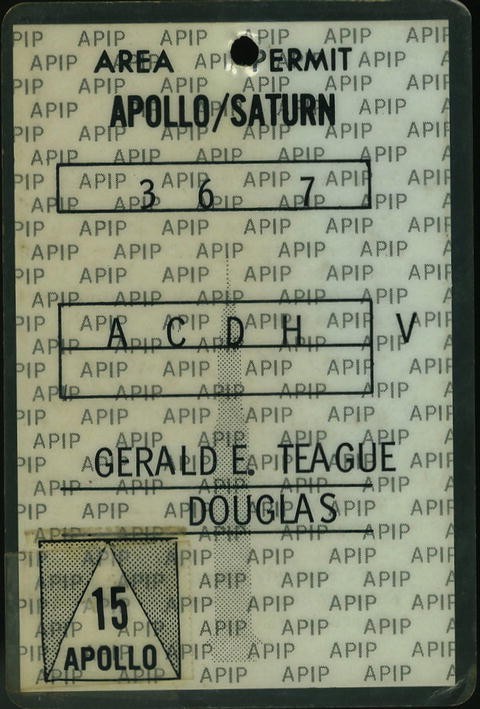 AREA PERMIT
APOLLO/SATURN
3 6 7
A C D H V
GERALD E. TEAGUE
DOUGLAS
15
APOLLO